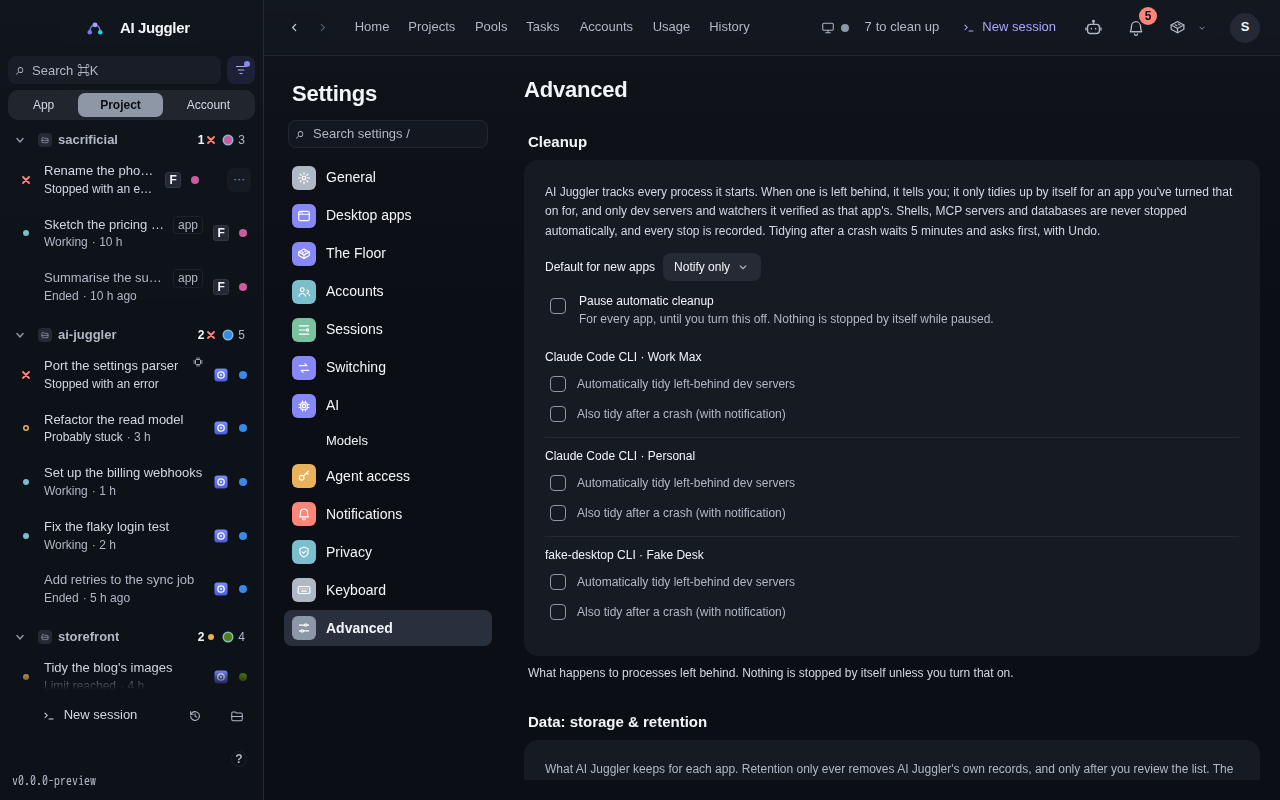 AI Juggler
Search ⌘K
App
Project
Account
sacrificial
1
3
Rename the pho…
Stopped with an e…
F
Sketch the pricing …
app
Working · 10 h
F
Summarise the su…
app
Ended · 10 h ago
F
ai-juggler
2
5
Port the settings parser
Stopped with an error
Refactor the read model
Probably stuck · 3 h
Set up the billing webhooks
Working · 1 h
Fix the flaky login test
Working · 2 h
Add retries to the sync job
Ended · 5 h ago
storefront
2
4
Tidy the blog's images
Limit reached · 4 h
New session
?
v0.0.0-preview
Home
Projects
Pools
Tasks
Accounts
Usage
History
7 to clean up
New session
5
S
Settings
Search settings /
General
Desktop apps
The Floor
Accounts
Sessions
Switching
AI
Models
Agent access
Notifications
Privacy
Keyboard
Advanced
Advanced
Cleanup
AI Juggler tracks every process it starts. When one is left behind, it tells you; it only tidies up by itself for an app you've turned that
on for, and only dev servers and watchers it verified as that app's. Shells, MCP servers and databases are never stopped
automatically, and every stop is recorded. Tidying after a crash waits 5 minutes and asks first, with Undo.
Default for new apps
Notify only
Pause automatic cleanup
For every app, until you turn this off. Nothing is stopped by itself while paused.
Claude Code CLI · Work Max
Automatically tidy left-behind dev servers
Also tidy after a crash (with notification)
Claude Code CLI · Personal
Automatically tidy left-behind dev servers
Also tidy after a crash (with notification)
fake-desktop CLI · Fake Desk
Automatically tidy left-behind dev servers
Also tidy after a crash (with notification)
What happens to processes left behind. Nothing is stopped by itself unless you turn that on.
Data: storage & retention
What AI Juggler keeps for each app. Retention only ever removes AI Juggler's own records, and only after you review the list. The